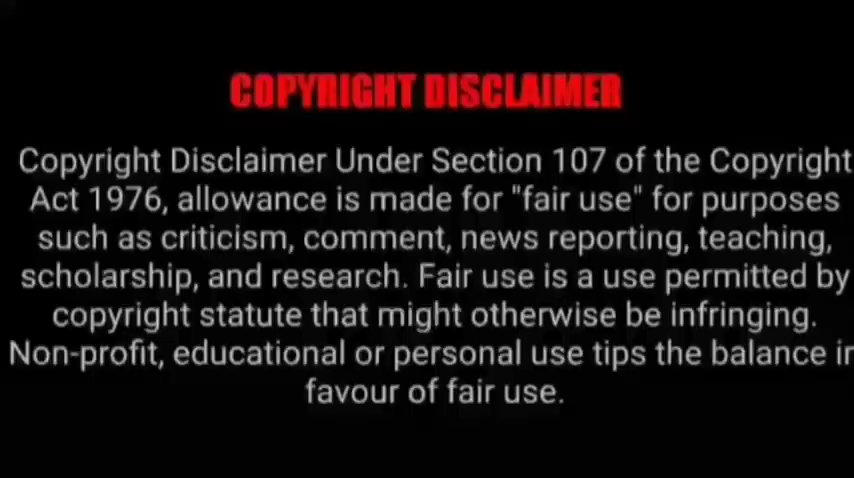 COPYRIGHT DISCLAIMER
Copyright Disclaimer Under Section 107 of the Copyright
Act 1976, allowance is made for "fair use" for purposes
such as criticism, comment, news reporting, teaching,
scholarship, and research. Fair use is a use permitted by
copyright statute that might otherwise be infringing.
Non-profit, educational or personal use tips the balance in
favour of fair use.